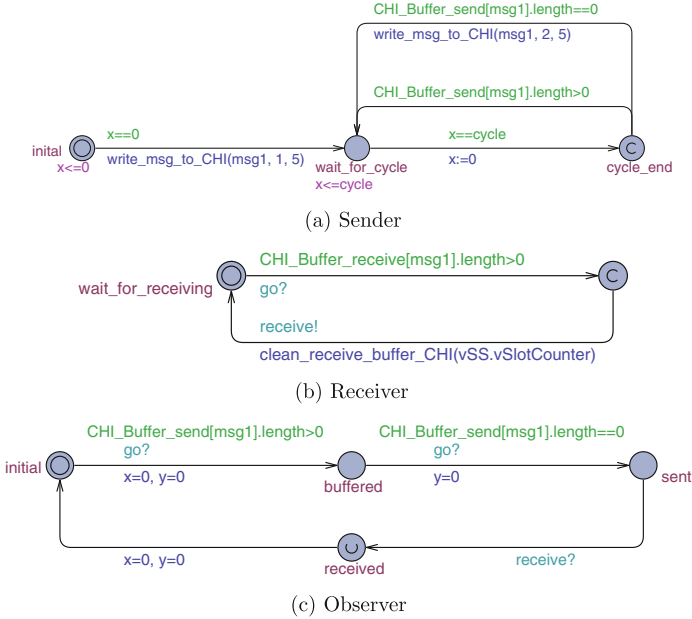 CHI_Buffer_send[msg1].length==0
write_msg_to_CHI(msg1, 2, 5)
CHI_Buffer_send[msg1].length>0
x==0
x==cycle
inital
C
write_msg_to_CHI(msg1, 1, 5)
x:=0
x<=0
wait_for_cycle
cycle_end
x<=cycle
(a) Sender
CHI_Buffer_receive[msg1].length>0
C
wait_for_receiving
go?
receive!
clean_receive_buffer_CHI(vSS.vSlotCounter)
(b) Receiver
CHI_Buffer_send[msg1].length>0
CHI_Buffer_send[msg1].length==0
go?
go?
initial
x=0, y=0
y=0
sent
buffered
U
x=0, y=0
receive?
received
(c) Observer